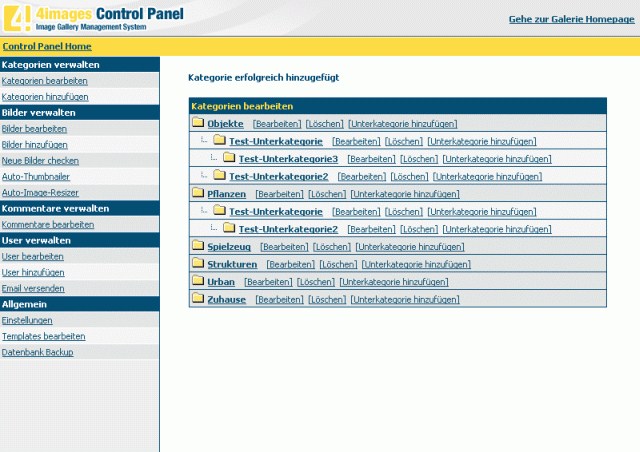 4! 4images Control Panel
Image Gallery Management System
Gehe zur Galerie Homepage
Control Panel Home
Kategorien verwalten
Kategorien bearbeiten
Kategorien hinzufügen
Bilder verwalten
Bilder bearbeiten
Bilder hinzufügen
Neue Bilder checken
Auto-Thumbnailer
Auto-Image-Resizer
Kommentare verwalten
Kommentare bearbeiten
User verwalten
User bearbeiten
User hinzufügen
Email versenden
Allgemein
Einstellungen
Templates bearbeiten
Datenbank Backup
Kategorie erfolgreich hinzugefügt
Kategorien bearbeiten
Objekte [Bearbeiten] [Löschen] [Unterkategorie hinzufügen]
Test-Unterkategorie [Bearbeiten] [Löschen] [Unterkategorie hinzufügen]
Test-Unterkategorie3 [Bearbeiten] [Löschen] [Unterkategorie hinzufügen]
Test-Unterkategorie2 [Bearbeiten] [Löschen] [Unterkategorie hinzufügen]
Pflanzen [Bearbeiten] [Löschen] [Unterkategorie hinzufügen]
Test-Unterkategorie [Bearbeiten] [Löschen] [Unterkategorie hinzufügen]
Test-Unterkategorie2 [Bearbeiten] [Löschen] [Unterkategorie hinzufügen]
Spielzeug [Bearbeiten] [Löschen] [Unterkategorie hinzufügen]
Strukturen [Bearbeiten] [Löschen] [Unterkategorie hinzufügen]
Urban [Bearbeiten] [Löschen] [Unterkategorie hinzufügen]
Zuhause [Bearbeiten] [Löschen] [Unterkategorie hinzufügen]